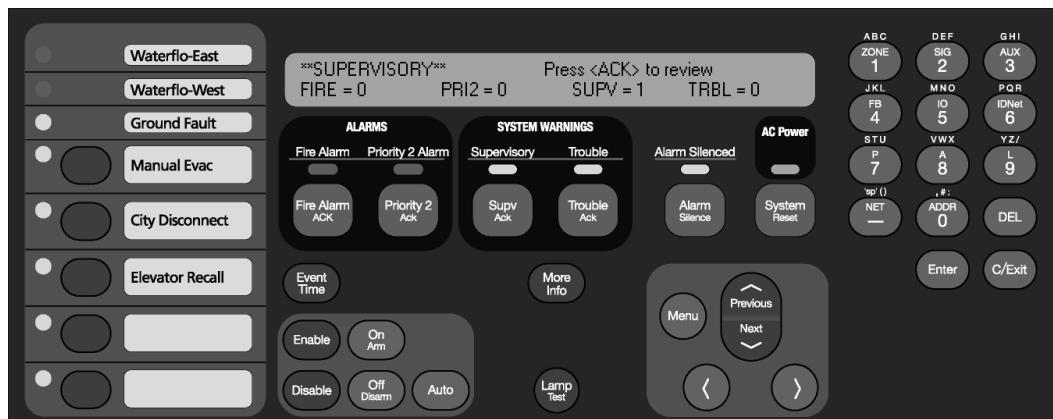 Waterflo-East
Waterflo-West
Ground Fault
Manual Evac
City Disconnect
Elevator Recall
**SUPERVISORY** Press <ACK> to review
FIRE = 0 PRI2 = 0 SUPV = 1 TRBL = 0
ALARMS
Fire Alarm Priority 2 Alarm
Fire Alarm
ACK
Priority 2
Ack
SYSTEM WARNINGS
Supervisory Trouble
Supv
Ack
Trouble
Ack
Alarm Silenced
Alarm
Silence
AC Power
System
Reset
Event
Time
More
Info
Enable
On
Arm
Disable
Off
Disarm
Auto
Lamp
Test
Menu
Previous
Next
ABC
ZONE
1
DEF
SIG
2
GHI
AUX
3
JKL
FB
4
MNO
IO
5
PQR
IDNet
6
STU
P
7
VWX
A
8
YZ/
L
9
'sp' ( )
NET
—
, # :
ADDR
0
DEL
Enter
C/Exit